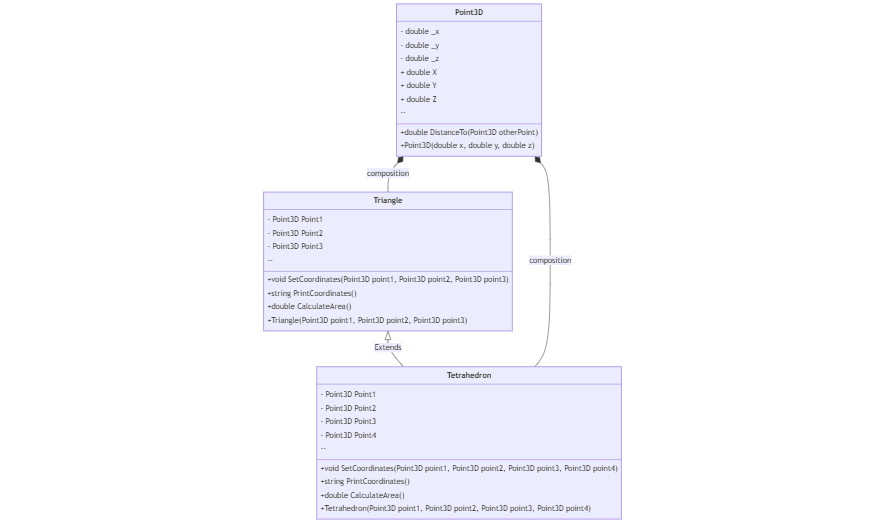 Point3D
- double _x
- double _y
- double _z
+ double X
+ double Y
+ double Z
--
+double DistanceTo(Point3D otherPoint)
+Point3D(double x, double y, double z)
composition
Triangle
- Point3D Point1
- Point3D Point2
- Point3D Point3
--
+void SetCoordinates(Point3D point1, Point3D point2, Point3D point3)
+string PrintCoordinates()
+double CalculateArea()
+Triangle(Point3D point1, Point3D point2, Point3D point3)
composition
Extends
Tetrahedron
- Point3D Point1
- Point3D Point2
- Point3D Point3
- Point3D Point4
--
+void SetCoordinates(Point3D point1, Point3D point2, Point3D point3, Point3D point4)
+string PrintCoordinates()
+double CalculateArea()
+Tetrahedron(Point3D point1, Point3D point2, Point3D point3, Point3D point4)